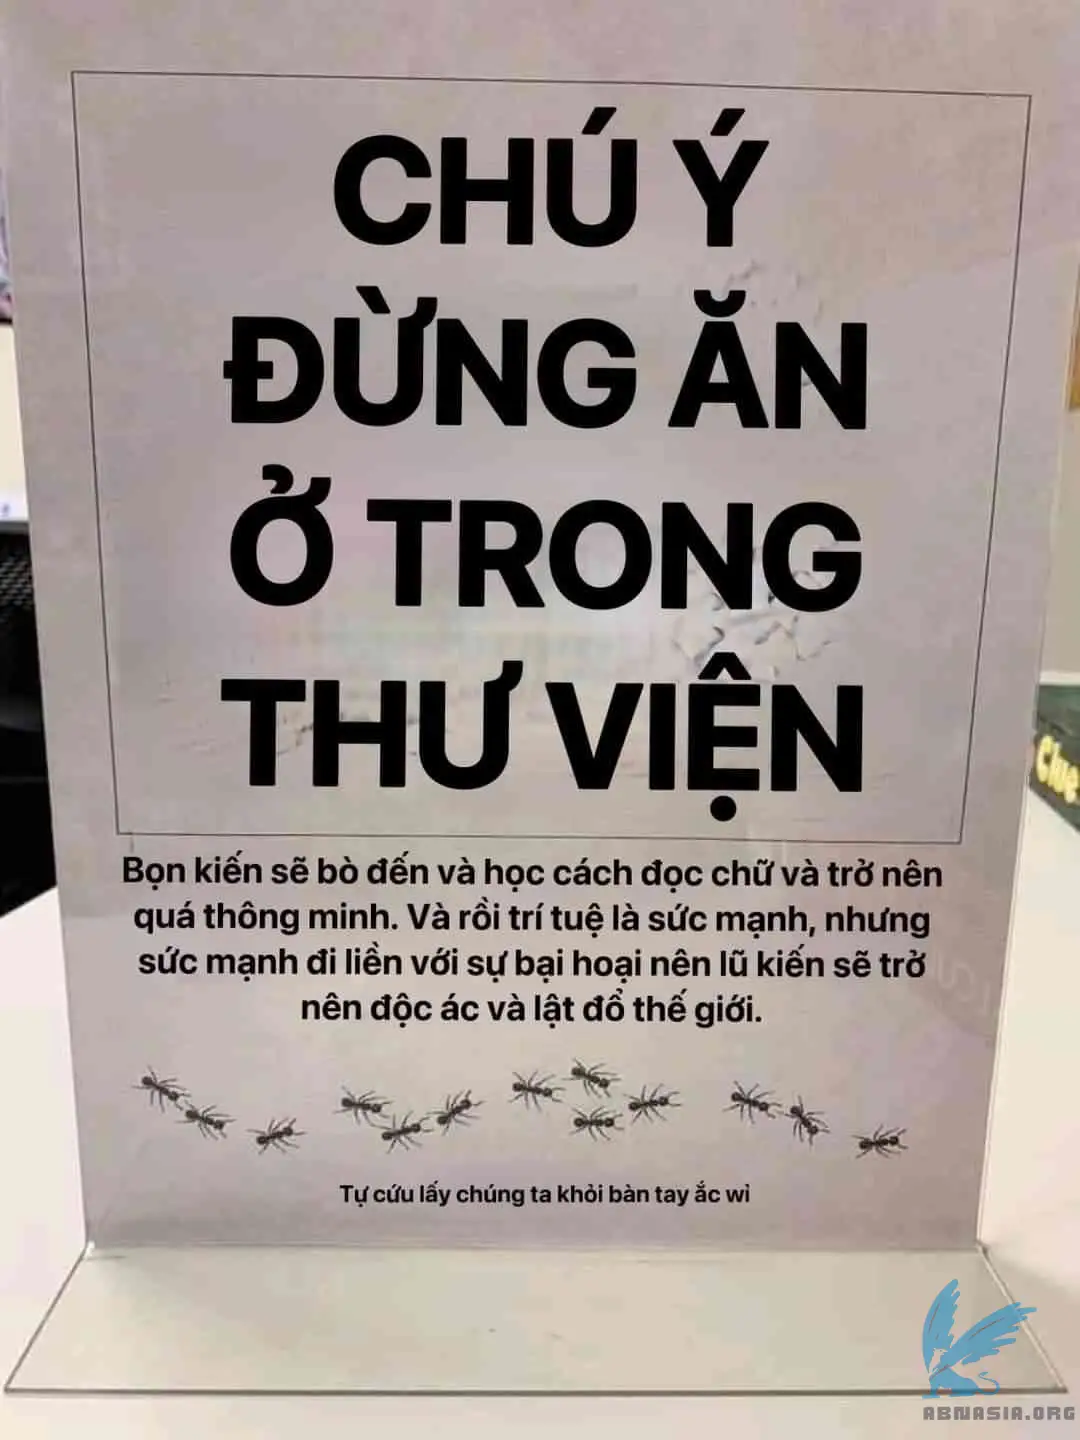 CHÚ Ý
ĐỪNG ĂN
Ở TRONG
THƯ VIỆN
Bọn kiến sẽ bò đến và học cách đọc chữ và trở nên
quá thông minh. Và rồi trí tuệ là sức mạnh, nhưng
sức mạnh đi liền với sự bại hoại nên lũ kiến sẽ trở
nên độc ác và lật đổ thế giới.
Tự cứu lấy chúng ta khỏi bàn tay ắc wỉ
Clue
ABNASIA.ORG